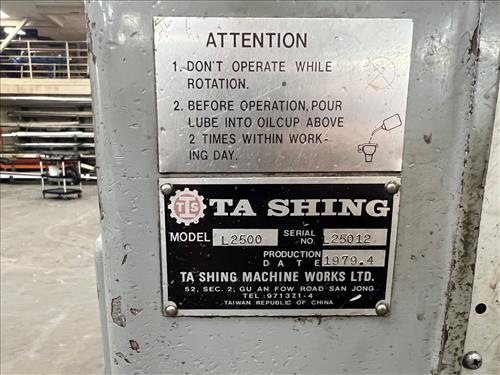 ATTENTION
1. DON'T OPERATE WHILE
ROTATION.
2. BEFORE OPERATION, POUR
LUBE INTO OILCUP ABOVE
2 TIMES WITHIN WORK-
ING DAY.
TS TA SHING
MODEL L2500 SERIAL NO. L25012
PRODUCTION DATE 1979.4
TA SHING MACHINE WORKS LTD.
52, SEC. 2, GU AN FOW ROAD SAN JONG
TEL:971371-4
TAIWAN REPUBLIC OF CHINA